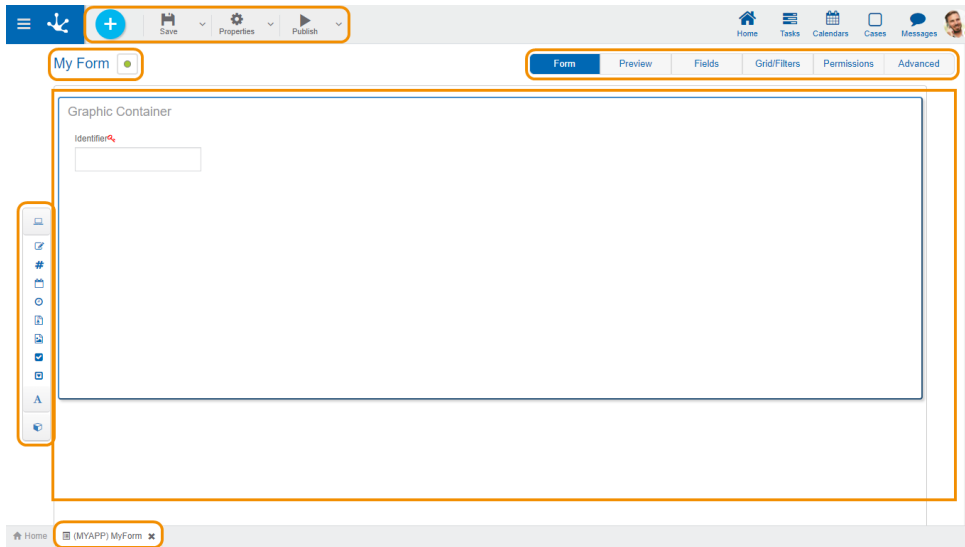 Save
Properties
Publish
Home
Tasks
Calendars
Cases
Messages
My Form
Form
Preview
Fields
Grid/Filters
Permissions
Advanced
Graphic Container
Identifier
#
A
Home
(MYAPP) MyForm